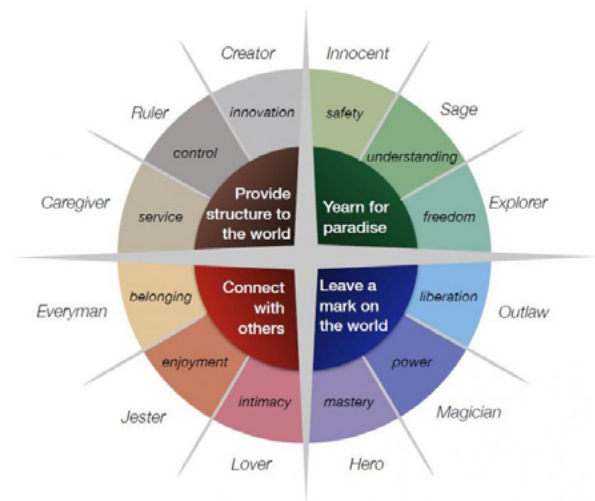 Creator
Innocent
Ruler
innovation
safety
Sage
control
understanding
Caregiver
service
Provide
structure to
the world
Yearn for
paradise
freedom
Explorer
Everyman
belonging
Connect
with
others
Leave a
mark on
the world
liberation
Outlaw
enjoyment
power
Jester
intimacy
mastery
Magician
Lover
Hero